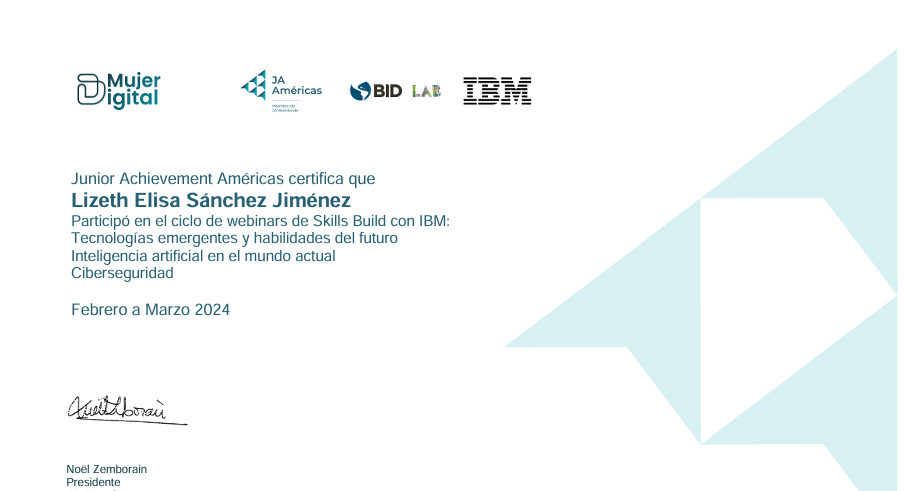 Mujer
Digital
JA
Américas
Miembro de
JA Worldwide
BID LAB IBM
Junior Achievement Américas certifica que
Lizeth Elisa Sánchez Jiménez
Participó en el ciclo de webinars de Skills Build con IBM:
Tecnologías emergentes y habilidades del futuro
Inteligencia artificial en el mundo actual
Ciberseguridad
Febrero a Marzo 2024
Noël Zemborain
Presidente